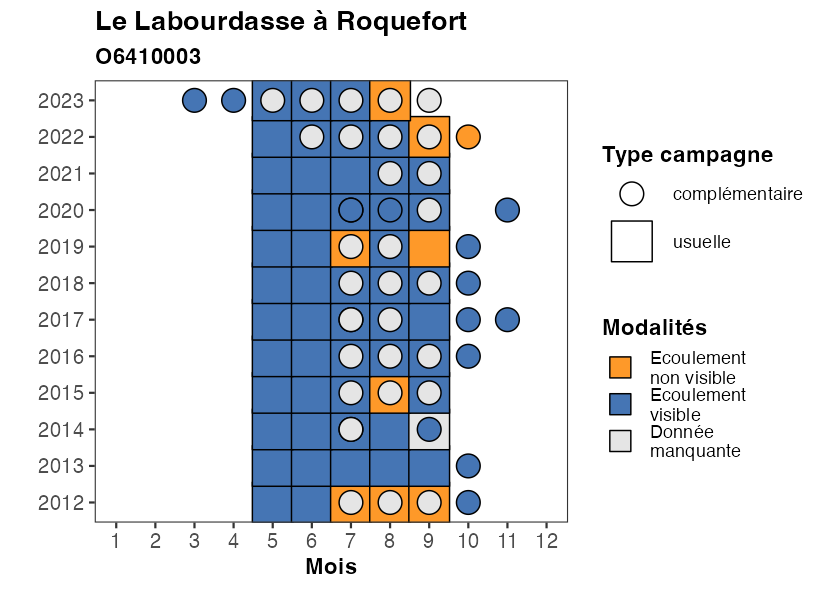 Le Labourdasse à Roquefort
O6410003
2023
2022
2021
2020
2019
2018
2017
2016
2015
2014
2013
2012
1 2 3 4 5 6 7 8 9 10 11 12
Mois
Type campagne
complémentaire
usuelle
Modalités
Ecoulement
non visible
Ecoulement
visible
Donnée
manquante